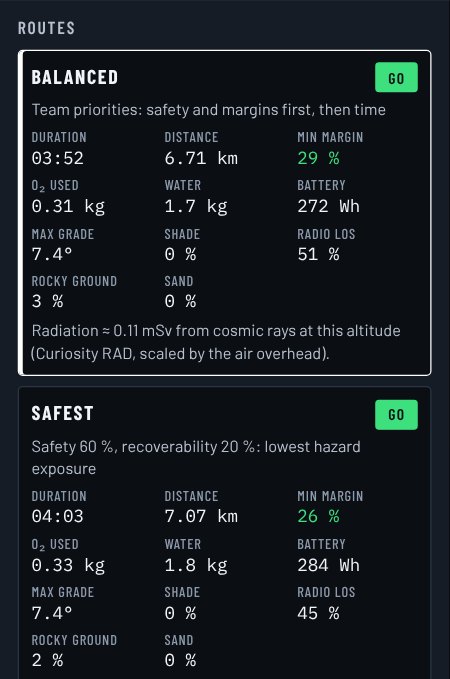 ROUTES
BALANCED GO
Team priorities: safety and margins first, then time
DURATION DISTANCE MIN MARGIN
03:52 6.71 km 29 %
O₂ USED WATER BATTERY
0.31 kg 1.7 kg 272 Wh
MAX GRADE SHADE RADIO LOS
7.4° 0 % 51 %
ROCKY GROUND SAND
3 % 0 %
Radiation ≈ 0.11 mSv from cosmic rays at this altitude
(Curiosity RAD, scaled by the air overhead).
SAFEST GO
Safety 60 %, recoverability 20 %: lowest hazard
exposure
DURATION DISTANCE MIN MARGIN
04:03 7.07 km 26 %
O₂ USED WATER BATTERY
0.33 kg 1.8 kg 284 Wh
MAX GRADE SHADE RADIO LOS
7.4° 0 % 45 %
ROCKY GROUND SAND
2 % 0 %